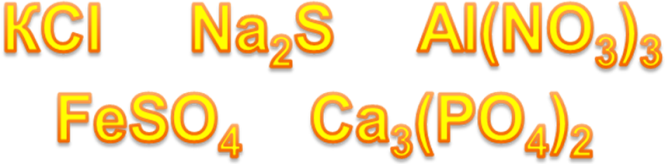 KCl Na₂S Al(NO₃)₃
FeSO₄ Ca₃(PO₄)₂